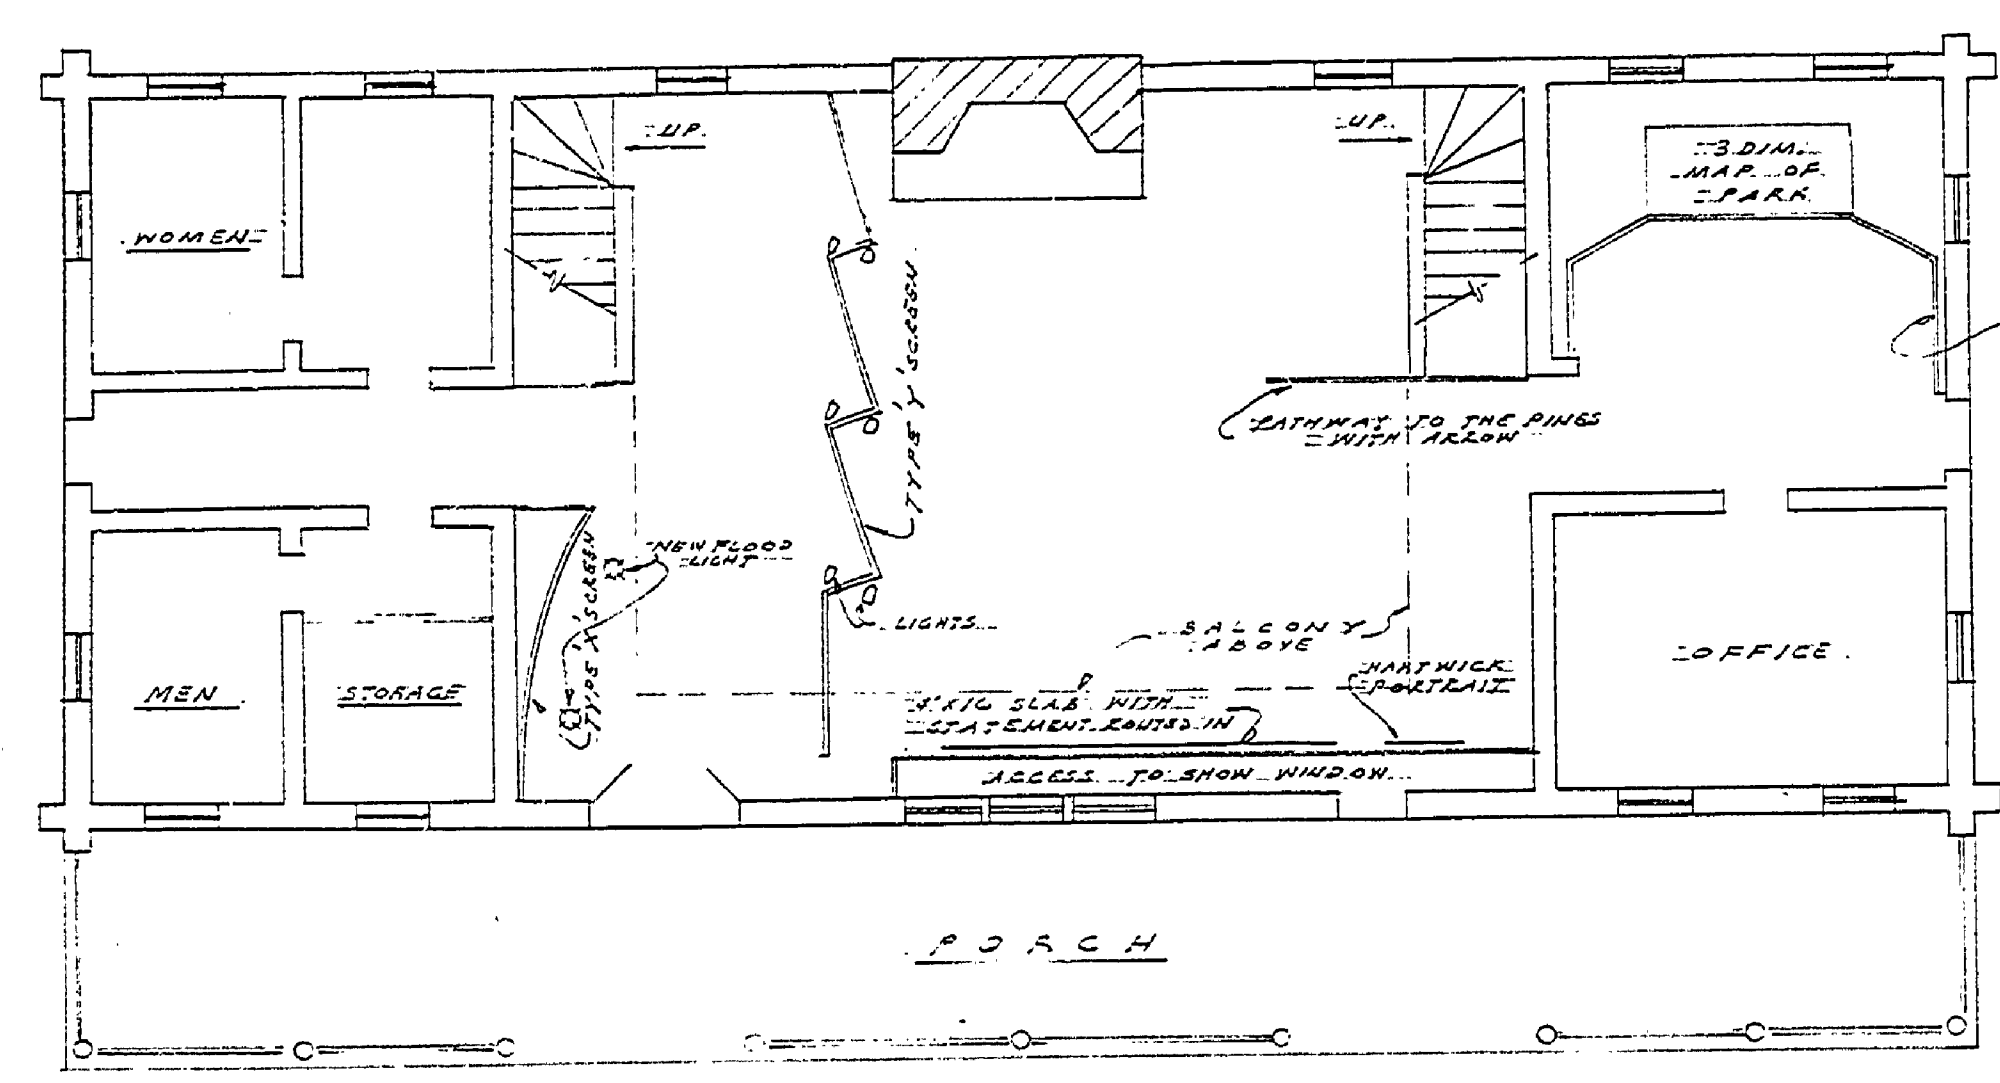 UP.
UP.
3 DIM.
MAP OF
PARK
WOMEN
TYPE 'Y' SCREEN
PATHWAY TO THE PINES
WITH ARROW
NEW FLOOD
LIGHT
TYPE 'X' SCREEN
LIGHTS
BALCONY
ABOVE
OFFICE
HARTWICK
PORTRAIT
MEN
STORAGE
SLAB WITH
STATEMENT ROUTED IN
ACCESS TO SHOW WINDOW
PORCH